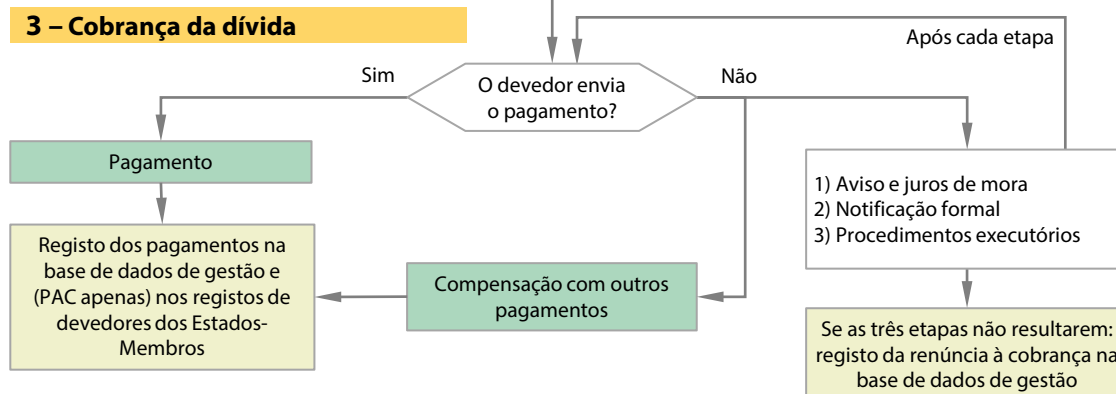 3 – Cobrança da dívida
Após cada etapa
Sim
O devedor envia
o pagamento?
Não
Pagamento
1) Aviso e juros de mora
2) Notificação formal
3) Procedimentos executórios
Registo dos pagamentos na
base de dados de gestão e
(PAC apenas) nos registos de
devedores dos Estados-
Membros
Compensação com outros
pagamentos
Se as três etapas não resultarem:
registo da renúncia à cobrança na
base de dados de gestão